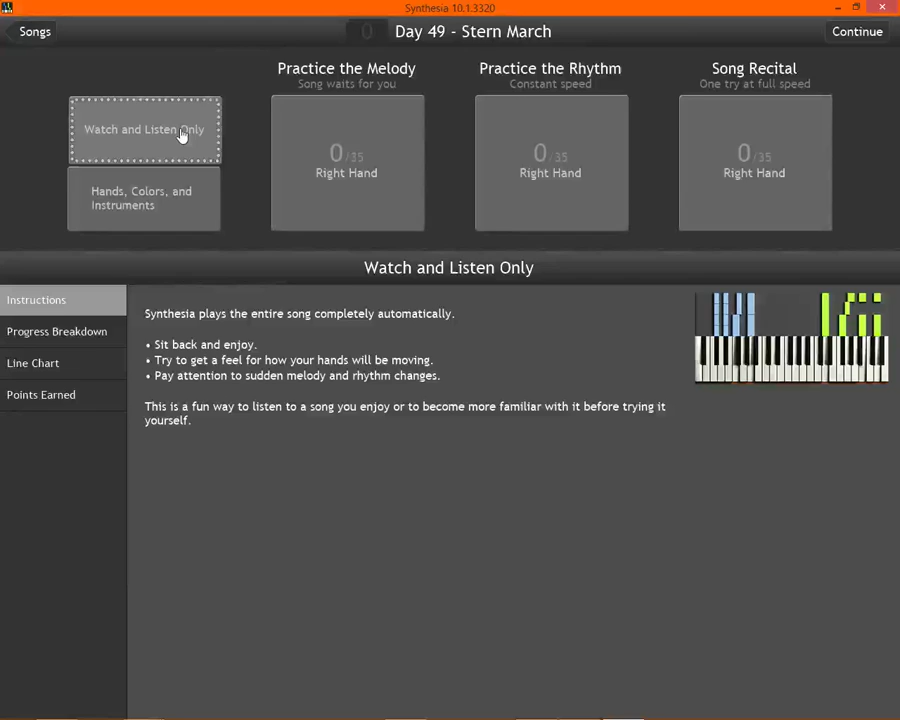 Synthesia 10.1.3320
Songs
0
Day 49 - Stern March
Continue
Watch and Listen Only
Hands, Colors, and
Instruments
Practice the Melody
Song waits for you
0/35
Right Hand
Practice the Rhythm
Constant speed
0/35
Right Hand
Song Recital
One try at full speed
0/35
Right Hand
Watch and Listen Only
Instructions
Progress Breakdown
Line Chart
Points Earned
Synthesia plays the entire song completely automatically.
• Sit back and enjoy.
• Try to get a feel for how your hands will be moving.
• Pay attention to sudden melody and rhythm changes.
This is a fun way to listen to a song you enjoy or to become more familiar with it before trying it
yourself.